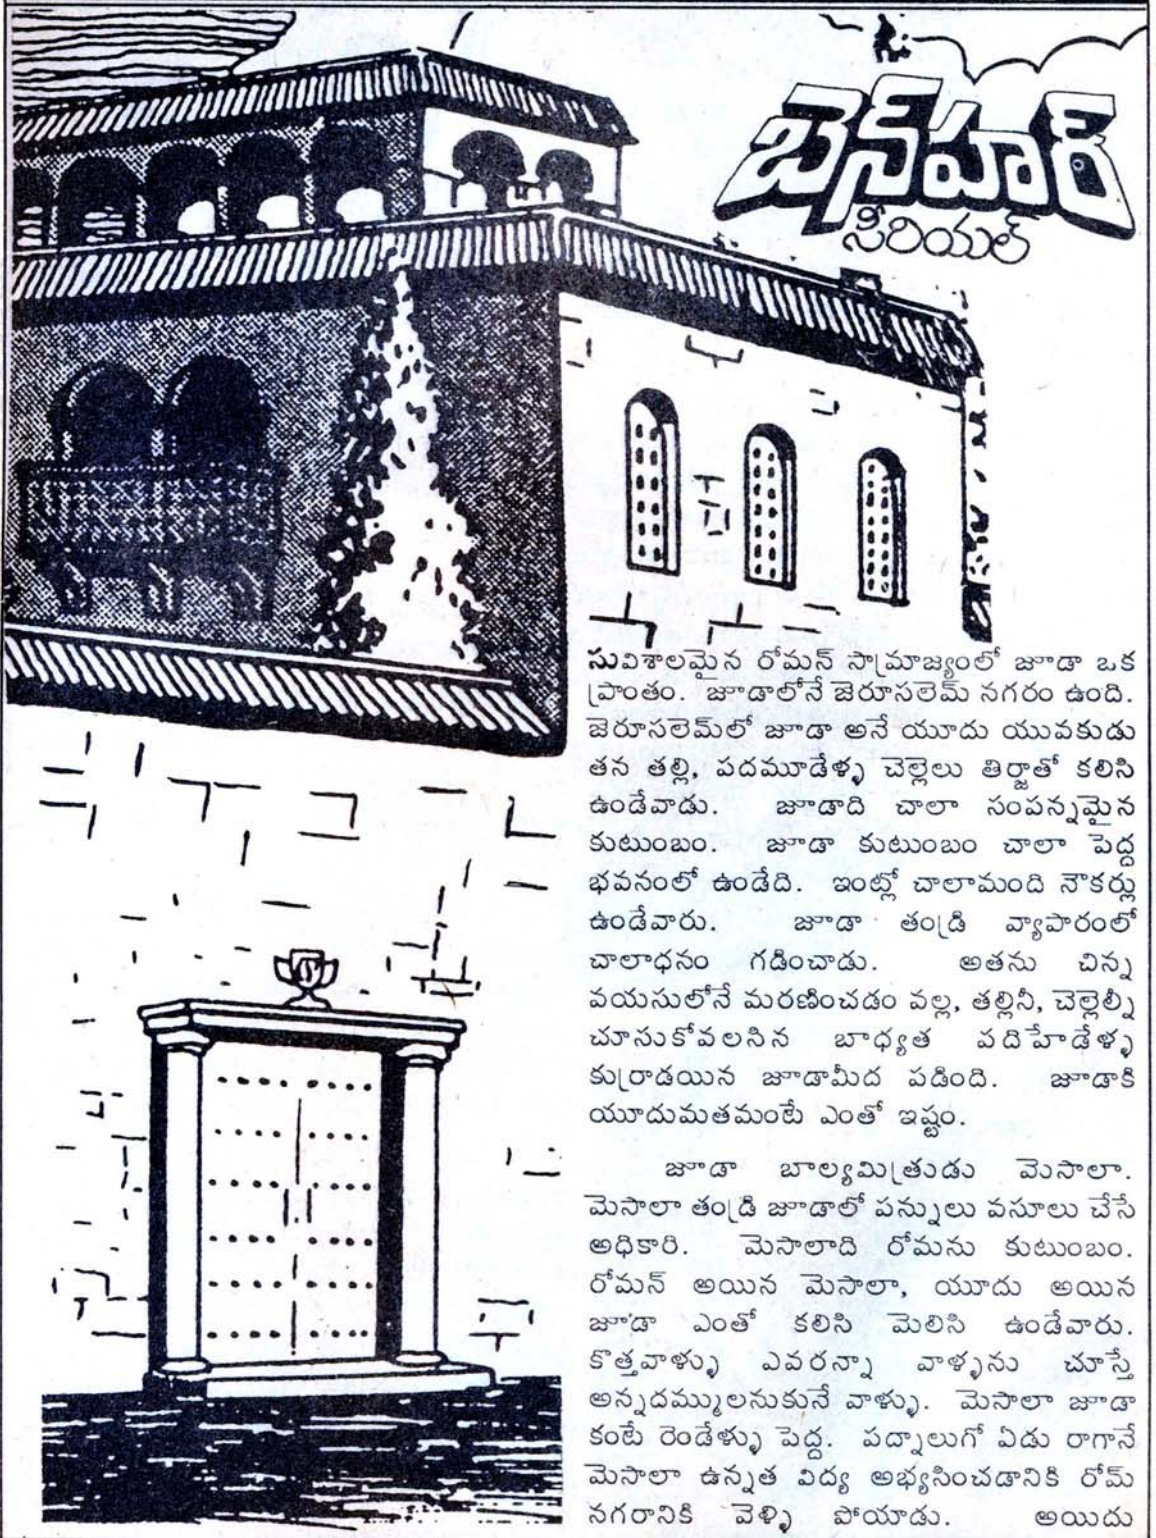 బెన్‌హర్
సీరియల్
సువిశాలమైన రోమన్ సామ్రాజ్యంలో జూడా ఒక
ప్రాంతం. జూడాలోనే జెరూసలెమ్ నగరం ఉంది.
జెరూసలెమ్‌లో జూడా అనే యూదు యువకుడు
తన తల్లి, పదమూడేళ్ళ చెల్లెలు తిర్జాతో కలిసి
ఉండేవాడు. జూడాది చాలా సంపన్నమైన
కుటుంబం. జూడా కుటుంబం చాలా పెద్ద
భవనంలో ఉండేది. ఇంట్లో చాలామంది నౌకర్లు
ఉండేవారు. జూడా తండ్రి వ్యాపారంలో
చాలాధనం గడించాడు. అతను చిన్న
వయసులోనే మరణించడం వల్ల, తల్లినీ, చెల్లెల్నీ
చూసుకోవలసిన బాధ్యత పదిహేడేళ్ళ
కుర్రాడయిన జూడామీద పడింది. జూడాకి
యూదుమతమంటే ఎంతో ఇష్టం.
జూడా బాల్యమిత్రుడు మెసాలా.
మెసాలా తండ్రి జూడాలో పన్నులు వసూలు చేసే
అధికారి. మెసాలాది రోమను కుటుంబం.
రోమన్ అయిన మెసాలా, యూదు అయిన
జూడా ఎంతో కలిసి మెలిసి ఉండేవారు.
కొత్తవాళ్ళు ఎవరన్నా వాళ్ళను చూస్తే
అన్నదమ్ములనుకునే వాళ్ళు. మెసాలా జూడా
కంటే రెండేళ్ళు పెద్ద. పద్నాలుగో ఏడు రాగానే
మెసాలా ఉన్నత విద్య అభ్యసించడానికి రోమ్
నగరానికి వెళ్ళి పోయాడు. అయిదు